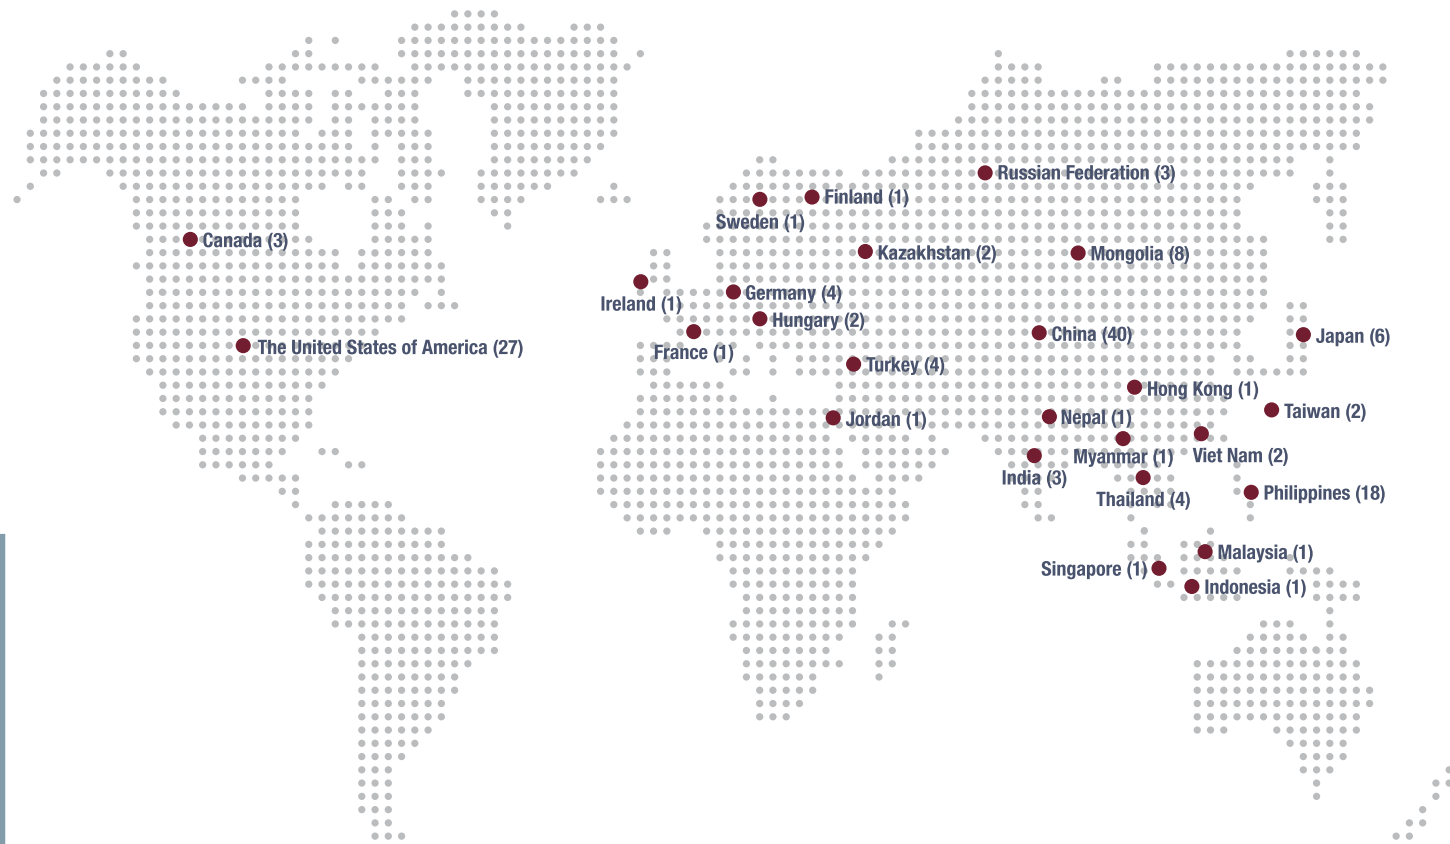 Russian Federation (3)
Finland (1)
Sweden (1)
Canada (3)
Kazakhstan (2)
Mongolia (8)
Ireland (1)
Germany (4)
Hungary (2)
France (1)
China (40)
Japan (6)
The United States of America (27)
Turkey (4)
Hong Kong (1)
Taiwan (2)
Jordan (1)
Nepal (1)
Myanmar (1)
Viet Nam (2)
India (3)
Thailand (4)
Philippines (18)
Malaysia (1)
Singapore (1)
Indonesia (1)